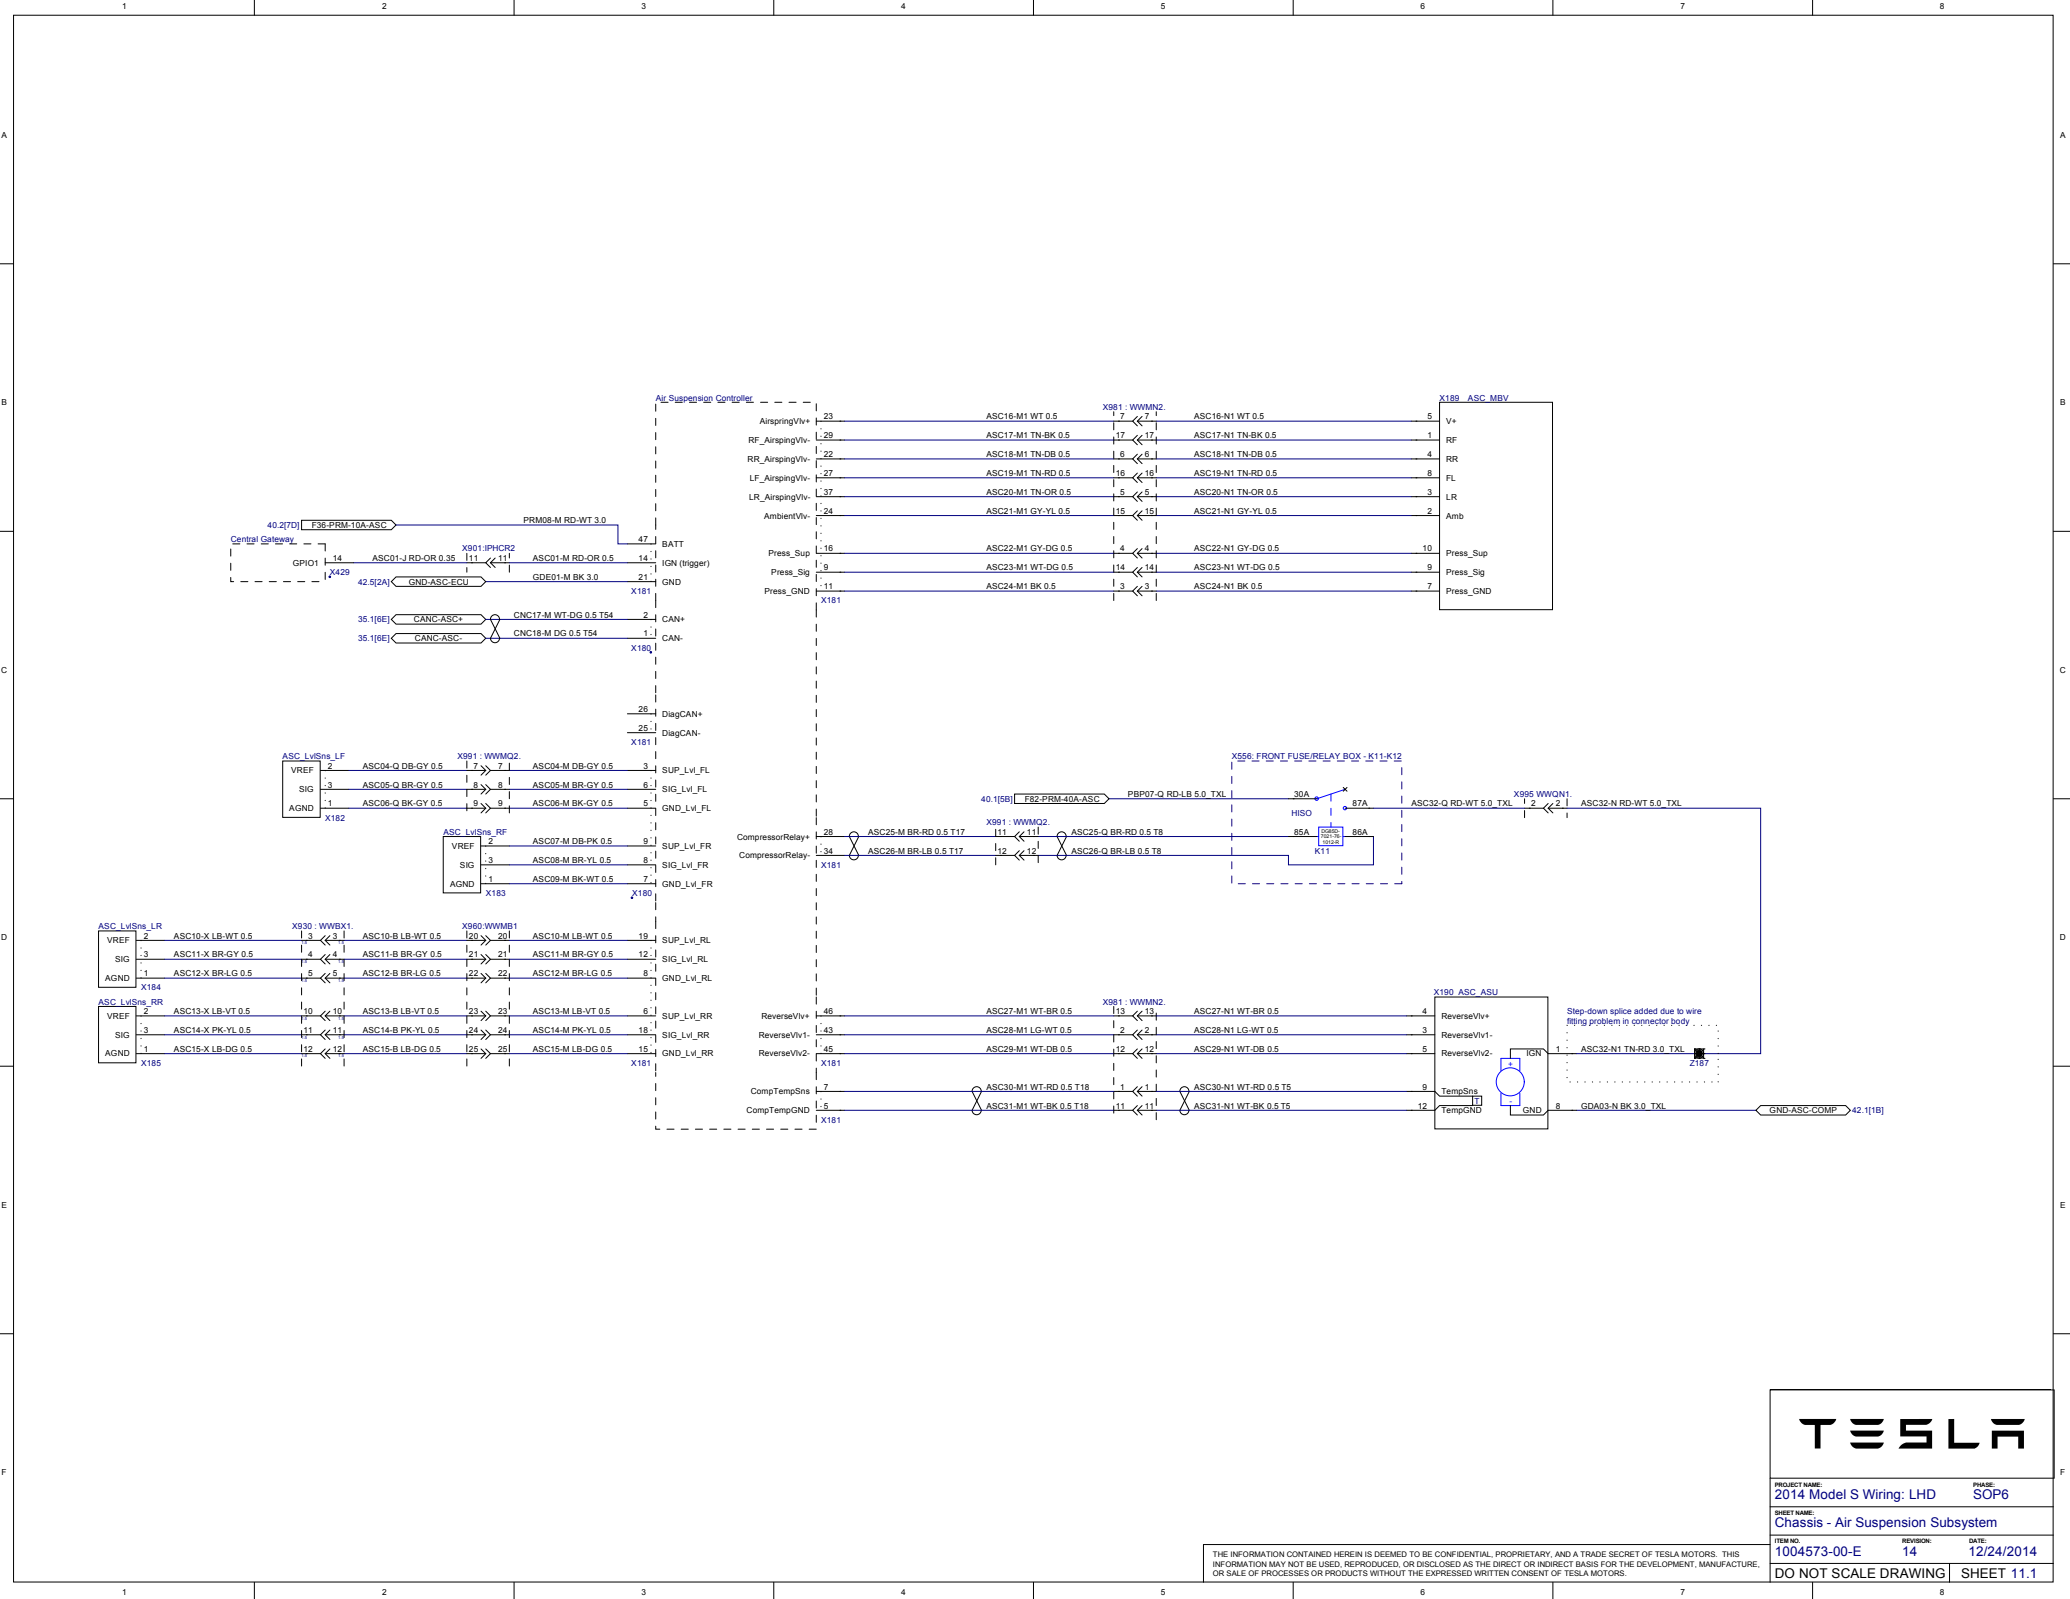 1 2 3 4 5 6 7 8
A A
B B
C C
D D
E E
F F
Air Suspension Controller
AirspringVlv+ 23 ASC16-M1 WT 0.5 X981 : WWMN2. 7 7 ASC16-N1 WT 0.5 5 V+ X189 ASC_MBV
RF_AirspingVlv- 29 ASC17-M1 TN-BK 0.5 17 17 ASC17-N1 TN-BK 0.5 1 RF
RR_AirspingVlv- 22 ASC18-M1 TN-DB 0.5 6 6 ASC18-N1 TN-DB 0.5 4 RR
LF_AirspingVlv- 27 ASC19-M1 TN-RD 0.5 16 16 ASC19-N1 TN-RD 0.5 8 FL
LR_AirspingVlv- 37 ASC20-M1 TN-OR 0.5 5 5 ASC20-N1 TN-OR 0.5 3 LR
AmbientVlv- 24 ASC21-M1 GY-YL 0.5 15 15 ASC21-N1 GY-YL 0.5 2 Amb
Press_Sup 16 ASC22-M1 GY-DG 0.5 4 4 ASC22-N1 GY-DG 0.5 10 Press_Sup
Press_Sig 9 ASC23-M1 WT-DG 0.5 14 14 ASC23-N1 WT-DG 0.5 9 Press_Sig
Press_GND 11 ASC24-M1 BK 0.5 3 3 ASC24-N1 BK 0.5 7 Press_GND
X181
40.2[7D] F36-PRM-10A-ASC PRM08-M RD-WT 3.0 47 BATT
Central Gateway
GPIO1 14 ASC01-J RD-OR 0.35 X901:IPHCR2 11 11 ASC01-M RD-OR 0.5 14 IGN (trigger)
X429
42.5[2A] GND-ASC-ECU GDE01-M BK 3.0 21 GND
X181
35.1[6E] CANC-ASC+ CNC17-M WT-DG 0.5 T54 2 CAN+
35.1[6E] CANC-ASC- CNC18-M DG 0.5 T54 1 CAN-
X180
26 DiagCAN+
25 DiagCAN-
X181
ASC_LvlSns_LF X991 : WWMQ2.
VREF 2 ASC04-Q DB-GY 0.5 7 7 ASC04-M DB-GY 0.5 3 SUP_Lvl_FL
SIG 3 ASC05-Q BR-GY 0.5 8 8 ASC05-M BR-GY 0.5 6 SIG_Lvl_FL
AGND 1 ASC06-Q BK-GY 0.5 9 9 ASC06-M BK-GY 0.5 5 GND_Lvl_FL
X182
ASC_LvlSns_RF
VREF 2 ASC07-M DB-PK 0.5 9 SUP_Lvl_FR
SIG 3 ASC08-M BR-YL 0.5 8 SIG_Lvl_FR
AGND 1 ASC09-M BK-WT 0.5 7 GND_Lvl_FR
X183 X180
X556: FRONT FUSE/RELAY BOX - K11-K12
40.1[5B] F82-PRM-40A-ASC PBP07-Q RD-LB 5.0_TXL 30A
HISO 87A ASC32-Q RD-WT 5.0_TXL X995 WWQN1. 2 2 ASC32-N RD-WT 5.0_TXL
X991 : WWMQ2.
CompressorRelay+ 28 ASC25-M BR-RD 0.5 T17 11 11 ASC25-Q BR-RD 0.5 T8 85A 86A
CompressorRelay- 34 ASC26-M BR-LB 0.5 T17 12 12 ASC26-Q BR-LB 0.5 T8 K11
X181
ASC_LvlSns_LR X930 : WWBX1. X960:WWMB1
VREF 2 ASC10-X LB-WT 0.5 3 3 ASC10-B LB-WT 0.5 20 20 ASC10-M LB-WT 0.5 19 SUP_Lvl_RL
SIG 3 ASC11-X BR-GY 0.5 4 4 ASC11-B BR-GY 0.5 21 21 ASC11-M BR-GY 0.5 12 SIG_Lvl_RL
AGND 1 ASC12-X BR-LG 0.5 5 5 ASC12-B BR-LG 0.5 22 22 ASC12-M BR-LG 0.5 8 GND_Lvl_RL
X184
ASC_LvlSns_RR
VREF 2 ASC13-X LB-VT 0.5 10 10 ASC13-B LB-VT 0.5 23 23 ASC13-M LB-VT 0.5 6 SUP_Lvl_RR
SIG 3 ASC14-X PK-YL 0.5 11 11 ASC14-B PK-YL 0.5 24 24 ASC14-M PK-YL 0.5 18 SIG_Lvl_RR
AGND 1 ASC15-X LB-DG 0.5 12 12 ASC15-B LB-DG 0.5 25 25 ASC15-M LB-DG 0.5 15 GND_Lvl_RR
X185 X181
X981 : WWMN2. X190 ASC_ASU
ReverseVlv+ 46 ASC27-M1 WT-BR 0.5 13 13 ASC27-N1 WT-BR 0.5 4 ReverseVlv+
ReverseVlv1- 43 ASC28-M1 LG-WT 0.5 2 2 ASC28-N1 LG-WT 0.5 3 ReverseVlv1-
ReverseVlv2- 45 ASC29-M1 WT-DB 0.5 12 12 ASC29-N1 WT-DB 0.5 5 ReverseVlv2-
X181
Step-down splice added due to wire
fitting problem in connector body
IGN 1 ASC32-N1 TN-RD 3.0_TXL
Z187
CompTempSns 7 ASC30-M1 WT-RD 0.5 T18 1 1 ASC30-N1 WT-RD 0.5 T5 9 TempSns
CompTempGND 5 ASC31-M1 WT-BK 0.5 T18 11 11 ASC31-N1 WT-BK 0.5 T5 12 TempGND
X181
+ - T
GND 8 GDA03-N BK 3.0_TXL GND-ASC-COMP 42.1[1B]
TESLA
PROJECT NAME: PHASE:
2014 Model S Wiring: LHD SOP6
SHEET NAME:
Chassis - Air Suspension Subsystem
ITEM NO. REVISION: DATE:
1004573-00-E 14 12/24/2014
DO NOT SCALE DRAWING SHEET 11.1
THE INFORMATION CONTAINED HEREIN IS DEEMED TO BE CONFIDENTIAL, PROPRIETARY, AND A TRADE SECRET OF TESLA MOTORS. THIS
INFORMATION MAY NOT BE USED, REPRODUCED, OR DISCLOSED AS THE DIRECT OR INDIRECT BASIS FOR THE DEVELOPMENT, MANUFACTURE,
OR SALE OF PROCESSES OR PRODUCTS WITHOUT THE EXPRESSED WRITTEN CONSENT OF TESLA MOTORS.
1 2 3 4 5 6 7 8